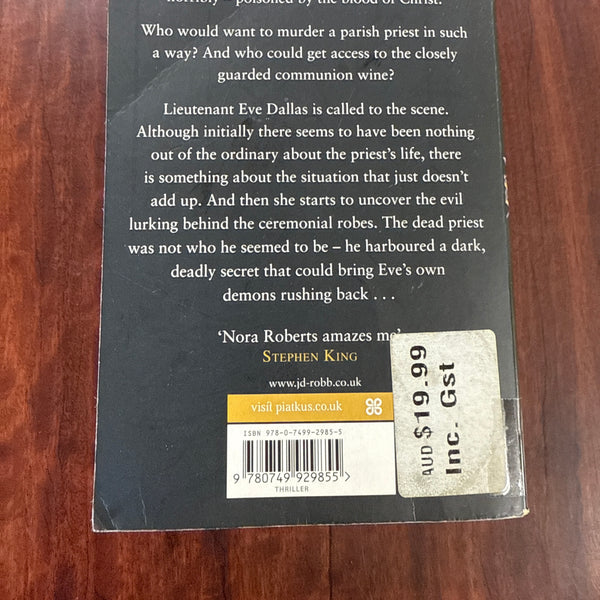 horribly – poisoned by the blood of Christ.
Who would want to murder a parish priest in such
a way? And who could get access to the closely
guarded communion wine?
Lieutenant Eve Dallas is called to the scene.
Although initially there seems to have been nothing
out of the ordinary about the priest's life, there
is something about the situation that just doesn't
add up. And then she starts to uncover the evil
lurking behind the ceremonial robes. The dead priest
was not who he seemed to be – he harboured a dark,
deadly secret that could bring Eve's own
demons rushing back . . .
'Nora Roberts amazes me'
STEPHEN KING
www.jd-robb.co.uk
visit piatkus.co.uk
ISBN 978-0-7499-2985-5
9 780749 929855 >
THRILLER
AUD $19.99
Inc. Gst